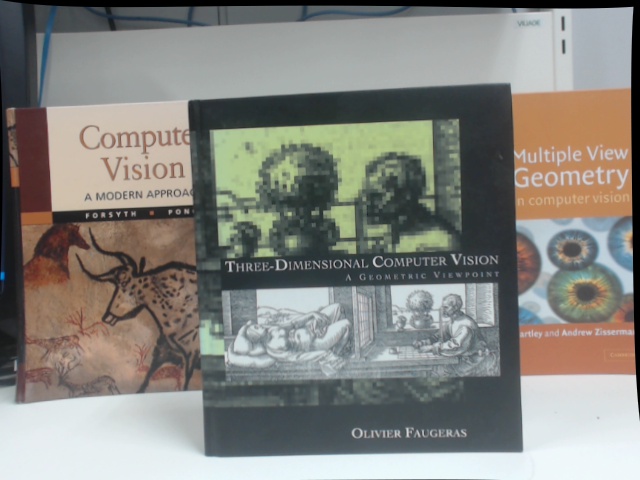 Compute
Vision
A MODERN APPROAC
FORSYTH PON
THREE-DIMENSIONAL COMPUTER VISION
A GEOMETRIC VIEWPOINT
OLIVIER FAUGERAS
Multiple View
Geometry
n computer vision
artley and Andrew Zisserma